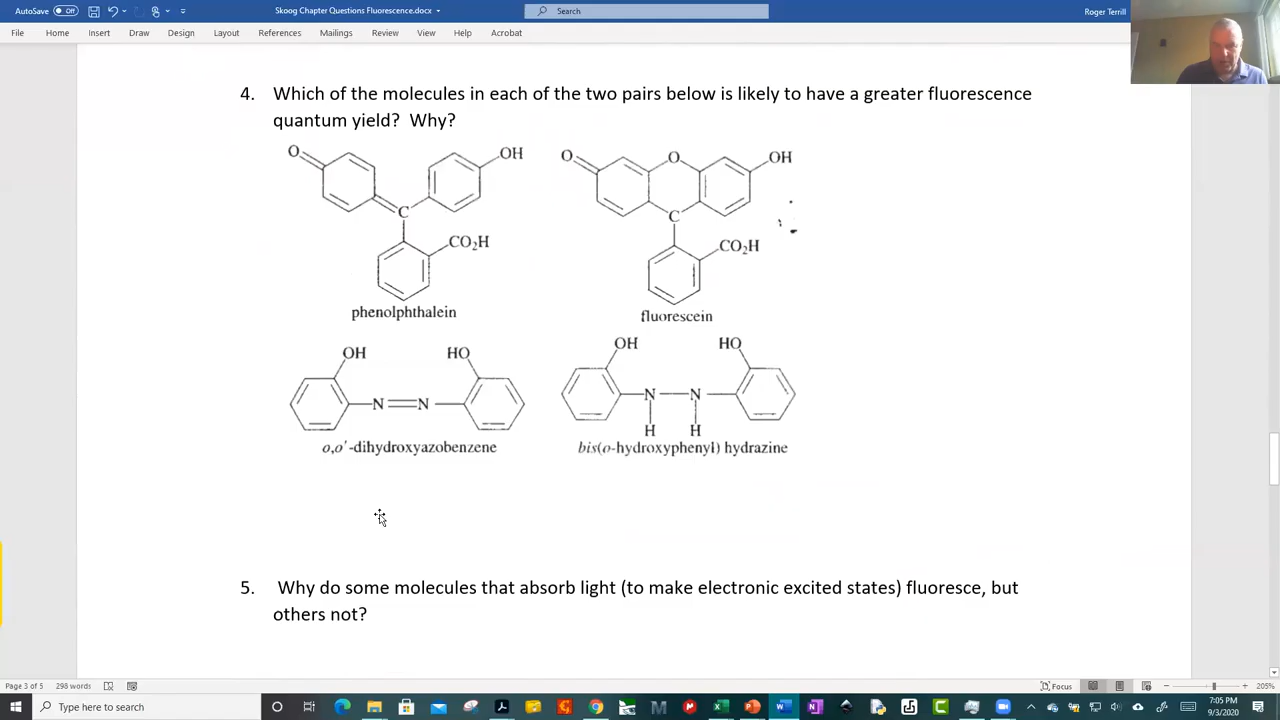 AutoSave Off
Skoog Chapter Questions Fluorescence.docx
Search
Roger Terrill
File Home Insert Draw Design Layout References Mailings Review View Help Acrobat
4. Which of the molecules in each of the two pairs below is likely to have a greater fluorescence
quantum yield? Why?
O OH O O OH
C C
CO2H CO2H
phenolphthalein fluorescein
OH HO OH HO
N N N N
H H
o,o'-dihydroxyazobenzene bis(o-hydroxyphenyl) hydrazine
5. Why do some molecules that absorb light (to make electronic excited states) fluoresce, but
others not?
Page 3 of 5 298 words Focus 205%
Type here to search 7:05 PM
9/3/2020